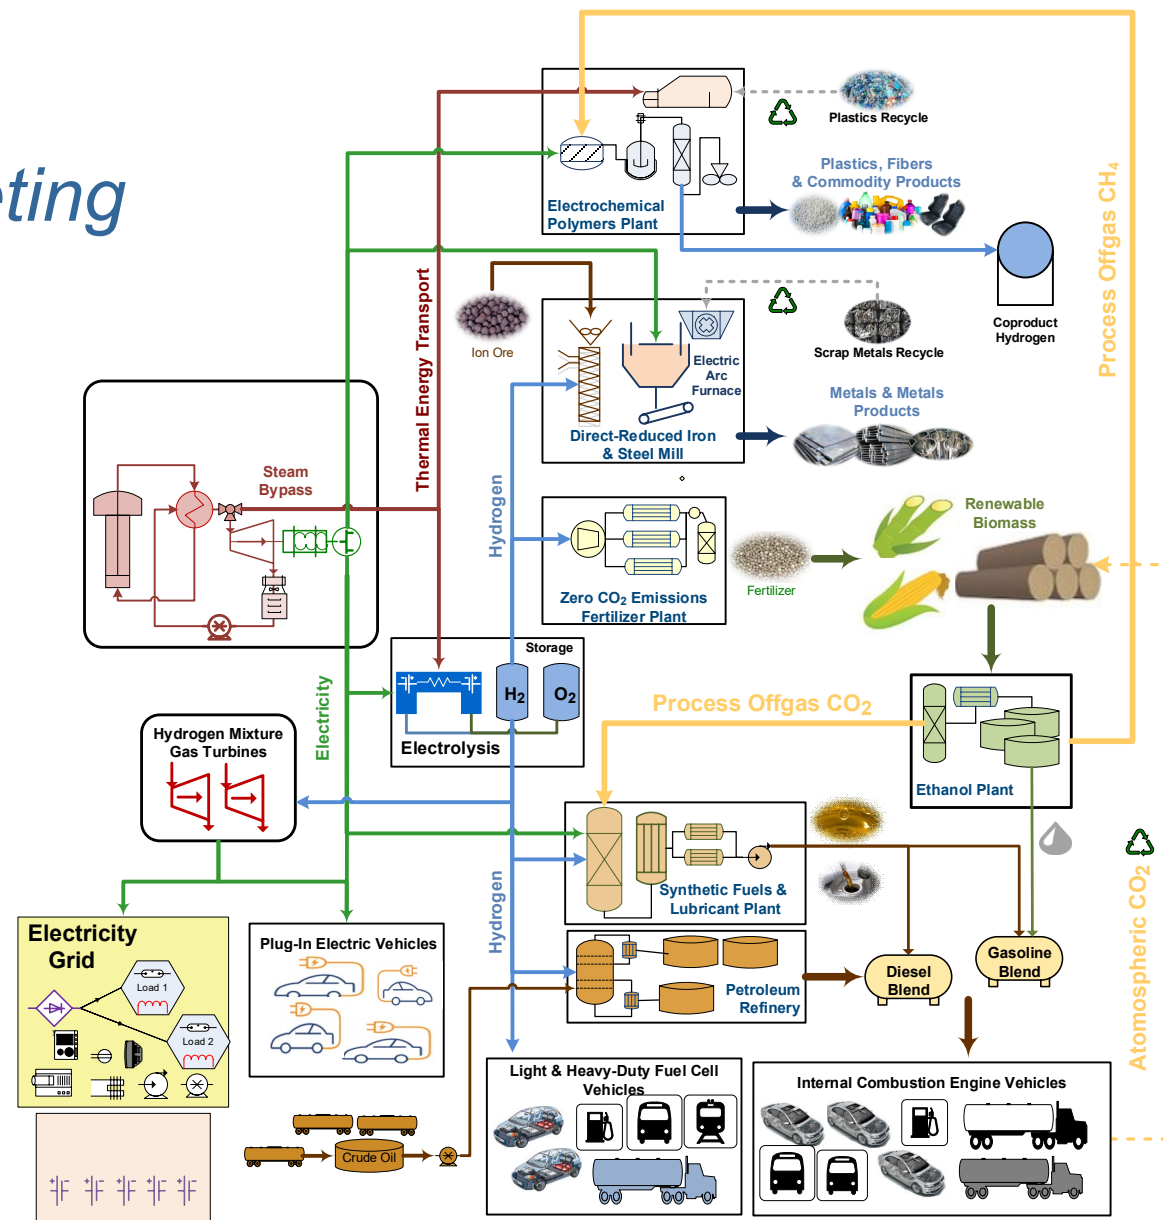 eting
Plastics Recycle
Plastics, Fibers
& Commodity Products
Electrochemical
Polymers Plant
Process Offgas CH4
Thermal Energy Transport
Ion Ore
Coproduct
Hydrogen
Scrap Metals Recycle
Electric
Arc
Furnace
Metals & Metals
Products
Direct-Reduced Iron
& Steel Mill
Steam
Bypass
Hydrogen
Renewable
Biomass
Fertilizer
Zero CO2 Emissions
Fertilizer Plant
Storage
H2
O2
Electrolysis
Electricity
Process Offgas CO2
Hydrogen Mixture
Gas Turbines
Ethanol Plant
Synthetic Fuels &
Lubricant Plant
Hydrogen
Atomospheric CO2
Electricity
Grid
Load 1
Load 2
Plug-In Electric Vehicles
Petroleum
Refinery
Diesel
Blend
Gasoline
Blend
Crude Oil
Light & Heavy-Duty Fuel Cell
Vehicles
Internal Combustion Engine Vehicles